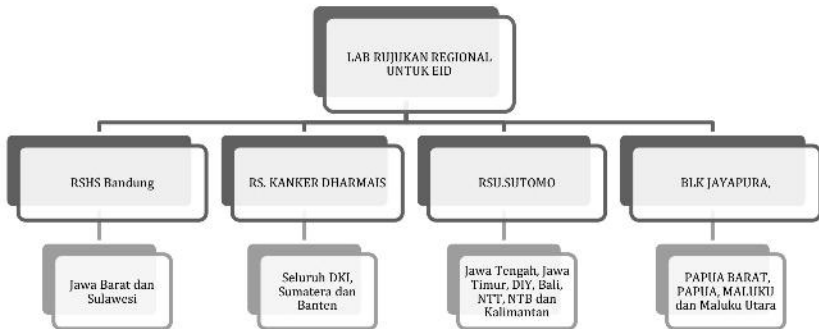 LAB RUJUKAN REGIONAL
UNTUK EID
RSHS Bandung
RS. KANKER DHARMAIS
RSU.SUTOMO
BLK JAYAPURA,
Jawa Barat dan
Sulawesi
Seluruh DKI,
Sumatera dan
Banten
Jawa Tengah, Jawa
Timur, DIY, Bali,
NTT, NTB dan
Kalimantan
PAPUA BARAT,
PAPUA, MALUKU
dan Maluku Utara